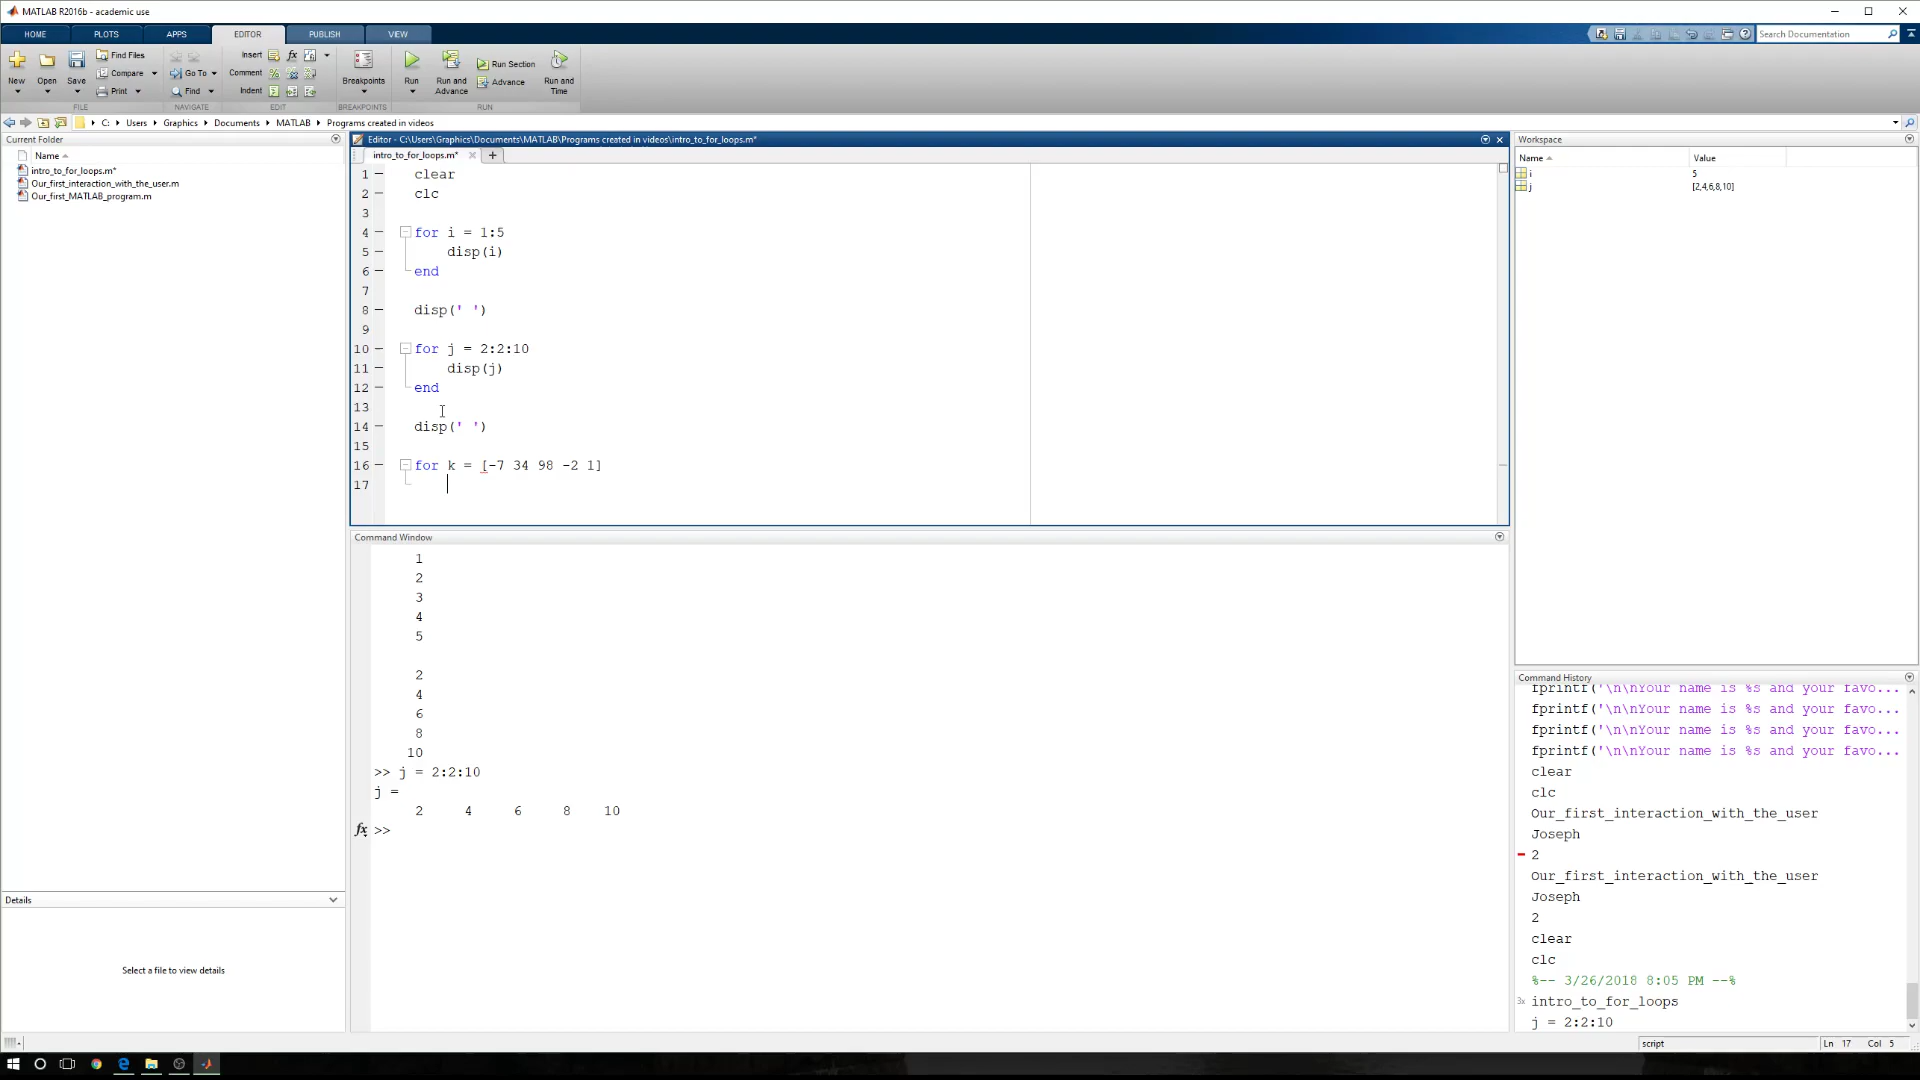 MATLAB R2016b - academic use
HOME PLOTS APPS EDITOR PUBLISH VIEW
Search Documentation
New Open Save Find Files Compare Print
Go To Find
Insert fx
Comment
Indent
Breakpoints
Run Run and Advance Run Section Advance Run and Time
FILE NAVIGATE EDIT BREAKPOINTS RUN
C: Users Graphics Documents MATLAB Programs created in videos
Current Folder
Name
intro_to_for_loops.m*
Our_first_interaction_with_the_user.m
Our_first_MATLAB_program.m
Details
Select a file to view details
Editor - C:\Users\Graphics\Documents\MATLAB\Programs created in videos\intro_to_for_loops.m*
intro_to_for_loops.m*
1 clear
2 clc
3
4 for i = 1:5
5 disp(i)
6 end
7
8 disp(' ')
9
10 for j = 2:2:10
11 disp(j)
12 end
13
14 disp(' ')
15
16 for k = [-7 34 98 -2 1]
17
Command Window
1
2
3
4
5
2
4
6
8
10
>> j = 2:2:10
j =
2 4 6 8 10
fx >>
Workspace
Name Value
i 5
j [2,4,6,8,10]
Command History
fprintf('\n\nYour name is %s and your favo...
fprintf('\n\nYour name is %s and your favo...
fprintf('\n\nYour name is %s and your favo...
fprintf('\n\nYour name is %s and your favo...
clear
clc
Our_first_interaction_with_the_user
Joseph
2
Our_first_interaction_with_the_user
Joseph
2
clear
clc
%-- 3/26/2018 8:05 PM --%
3x intro_to_for_loops
j = 2:2:10
script Ln 17 Col 5